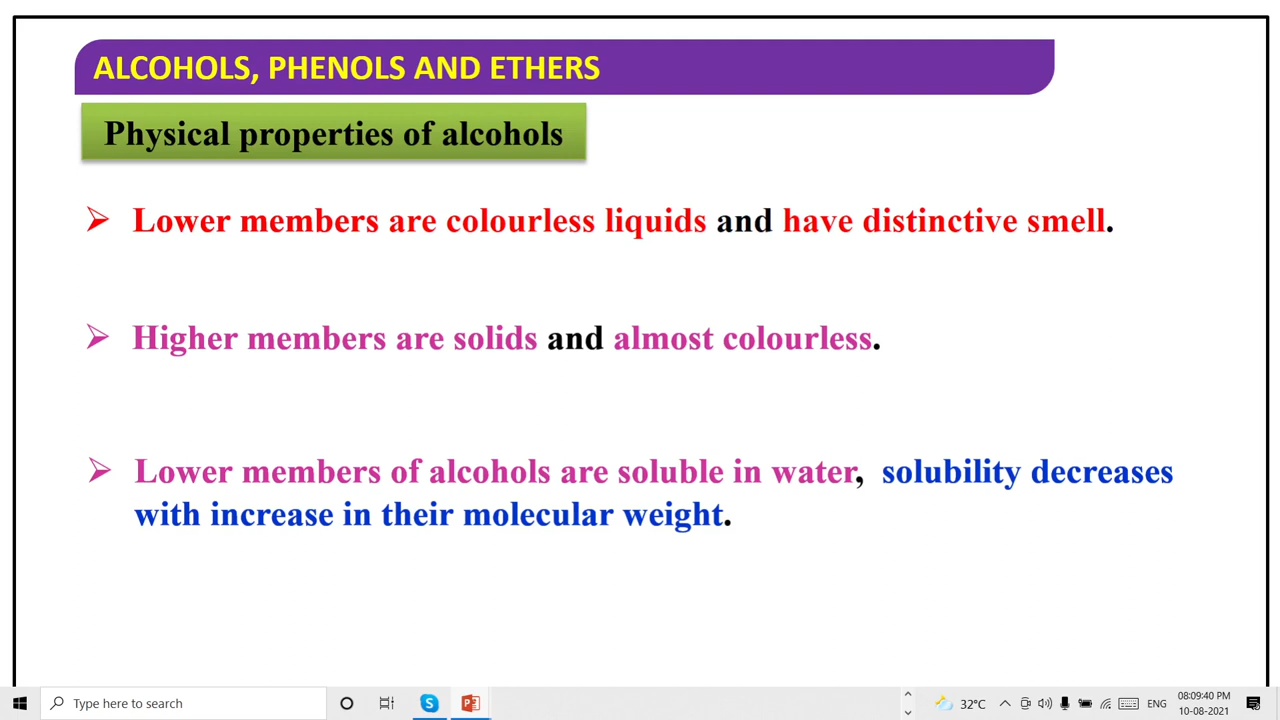 ALCOHOLS, PHENOLS AND ETHERS
Physical properties of alcohols
Lower members are colourless liquids and have distinctive smell.
Higher members are solids and almost colourless.
Lower members of alcohols are soluble in water, solubility decreases
with increase in their molecular weight.
Type here to search
32°C
ENG
08:09:40 PM
10-08-2021